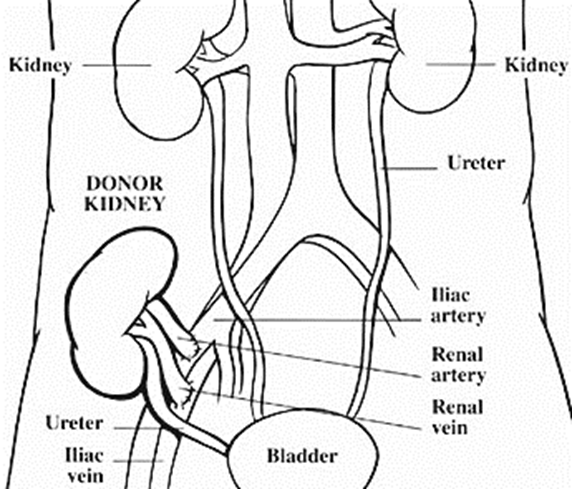 Kidney
Kidney
Ureter
DONOR
KIDNEY
Iliac
artery
Renal
artery
Renal
vein
Ureter
Iliac
vein
Bladder